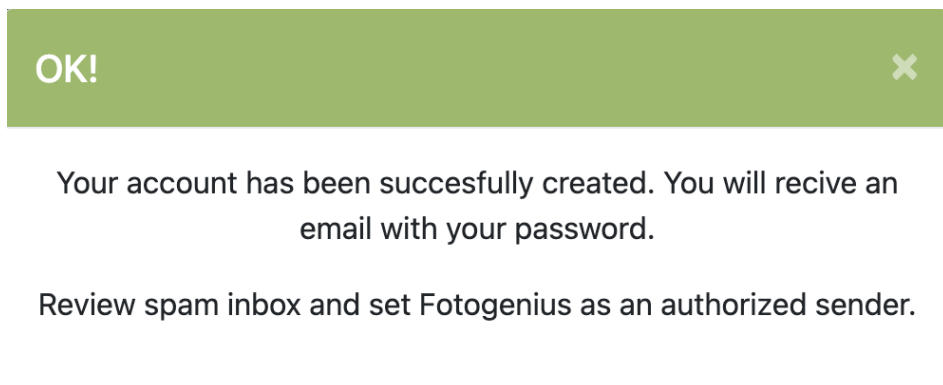 OK!
Your account has been succesfully created. You will recive an
email with your password.
Review spam inbox and set Fotogenius as an authorized sender.